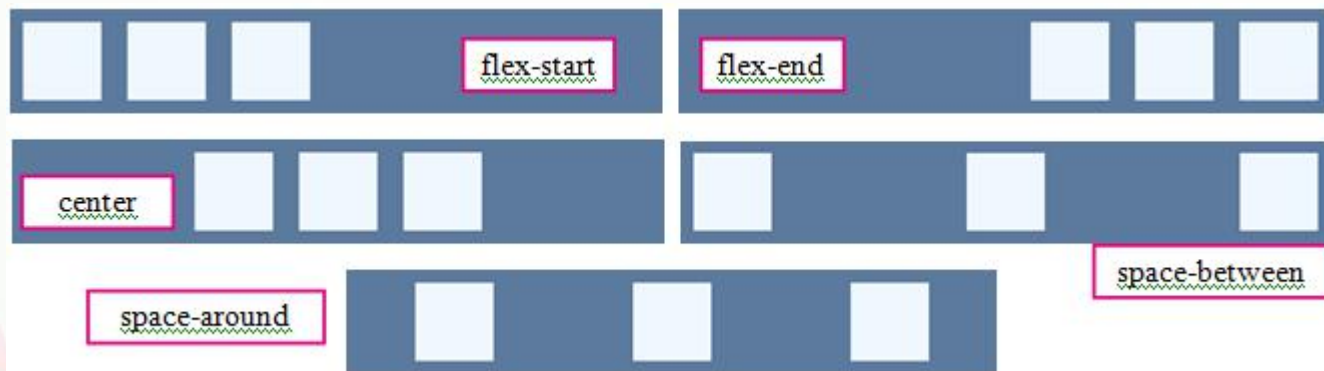 flex-start
flex-end
center
space-between
space-around